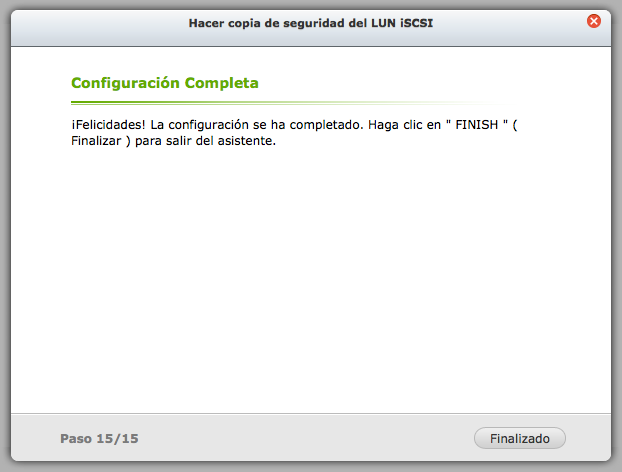 Hacer copia de seguridad del LUN iSCSI
Configuración Completa
¡Felicidades! La configuración se ha completado. Haga clic en " FINISH " (
Finalizar ) para salir del asistente.
Paso 15/15
Finalizado